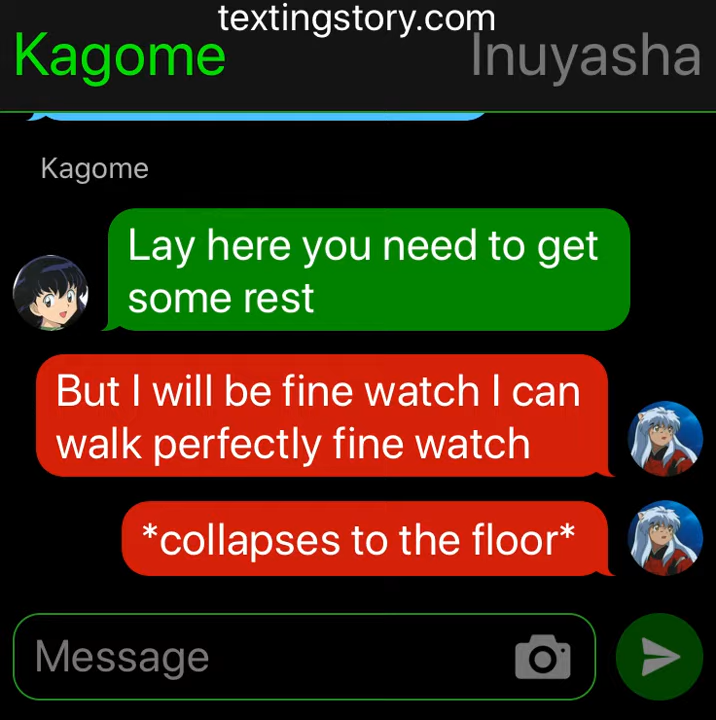 textingstory.com
Kagome
Inuyasha
Kagome
Lay here you need to get
some rest
But I will be fine watch I can
walk perfectly fine watch
*collapses to the floor*
Message